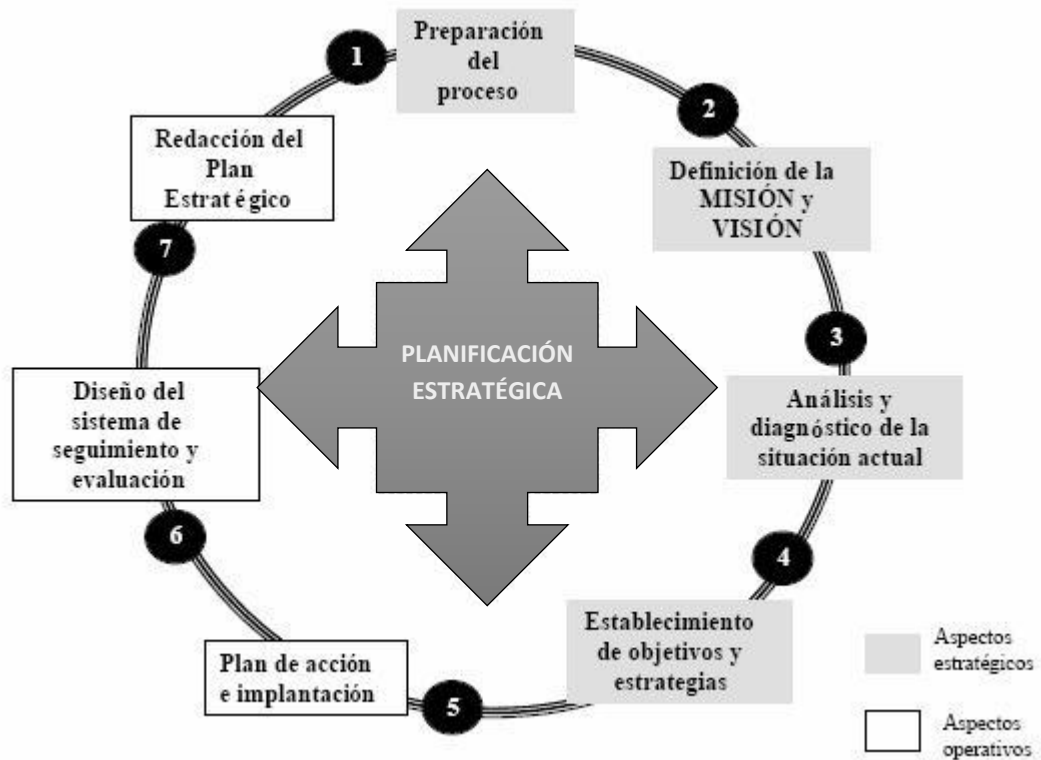 1
Preparación
del
proceso
2
Definición de la
MISIÓN y
VISIÓN
3
Análisis y
diagnóstico de la
situación actual
4
Establecimiento
de objetivos y
estrategias
5
Plan de acción
e implantación
6
Diseño del
sistema de
seguimiento y
evaluación
7
Redacción del
Plan
Estratégico
PLANIFICACIÓN
ESTRATÉGICA
Aspectos
estratégicos
Aspectos
operativos